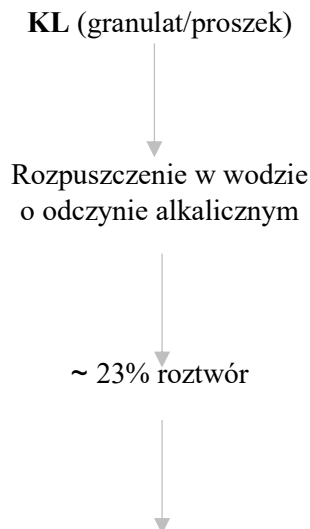 KL (granulat/proszek)
Rozpuszczenie w wodzie
o odczynie alkalicznym
~ 23% roztwór